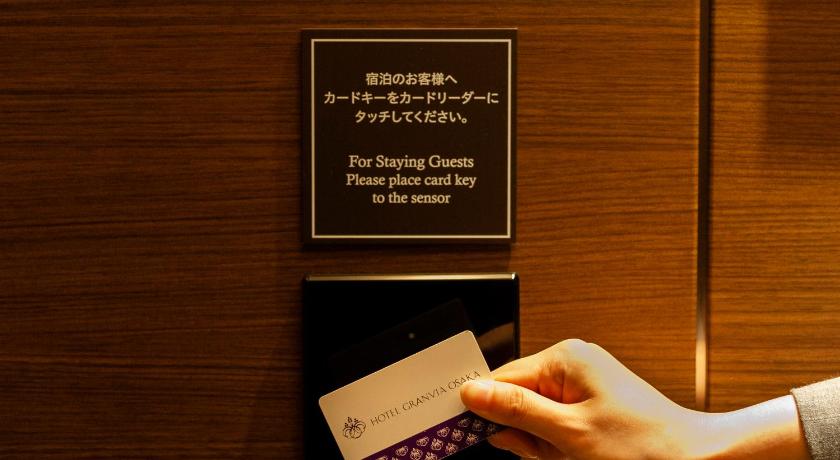 宿泊のお客様へ
カードキーをカードリーダーに
タッチしてください。
For Staying Guests
Please place card key
to the sensor
HOTEL GRANVIA OSAKA